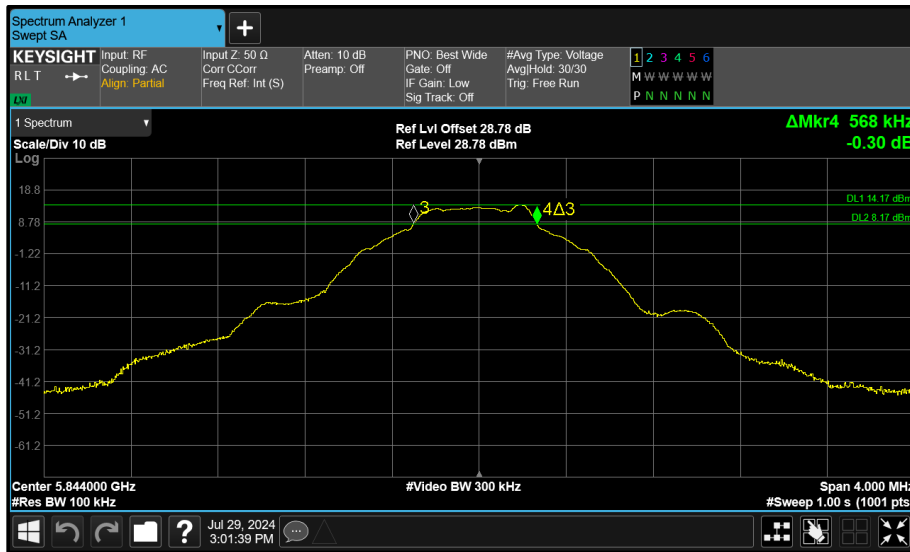 Spectrum Analyzer 1
Swept SA
KEYSIGHT
RLT
LXI
Input: RF
Coupling: AC
Align: Partial
Input Z: 50 Ω
Corr CCorr
Freq Ref: Int (S)
Atten: 10 dB
Preamp: Off
PNO: Best Wide
Gate: Off
IF Gain: Low
Sig Track: Off
#Avg Type: Voltage
Avg|Hold: 30/30
Trig: Free Run
1 2 3 4 5 6
M W W W W W
P N N N N N
1 Spectrum
Scale/Div 10 dB
Ref Lvl Offset 28.78 dB
Ref Level 28.78 dBm
ΔMkr4 568 kHz
-0.30 dB
Log
18.8
8.78
-1.22
-11.2
-21.2
-31.2
-41.2
-51.2
-61.2
3
4Δ3
DL1 14.17 dBm
DL2 8.17 dBm
Center 5.844000 GHz
#Res BW 100 kHz
#Video BW 300 kHz
Span 4.000 MHz
#Sweep 1.00 s (1001 pts
?
Jul 29, 2024
3:01:39 PM